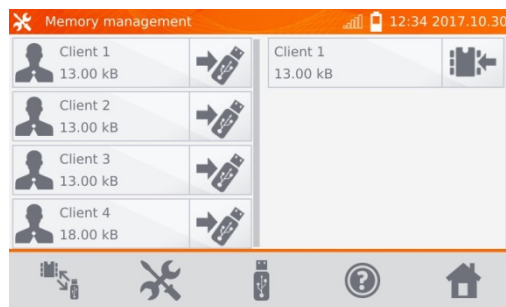 Memory management
12:34 2017.10.30
Client 1
13.00 kB
Client 2
13.00 kB
Client 3
13.00 kB
Client 4
18.00 kB
Client 1
13.00 kB
?